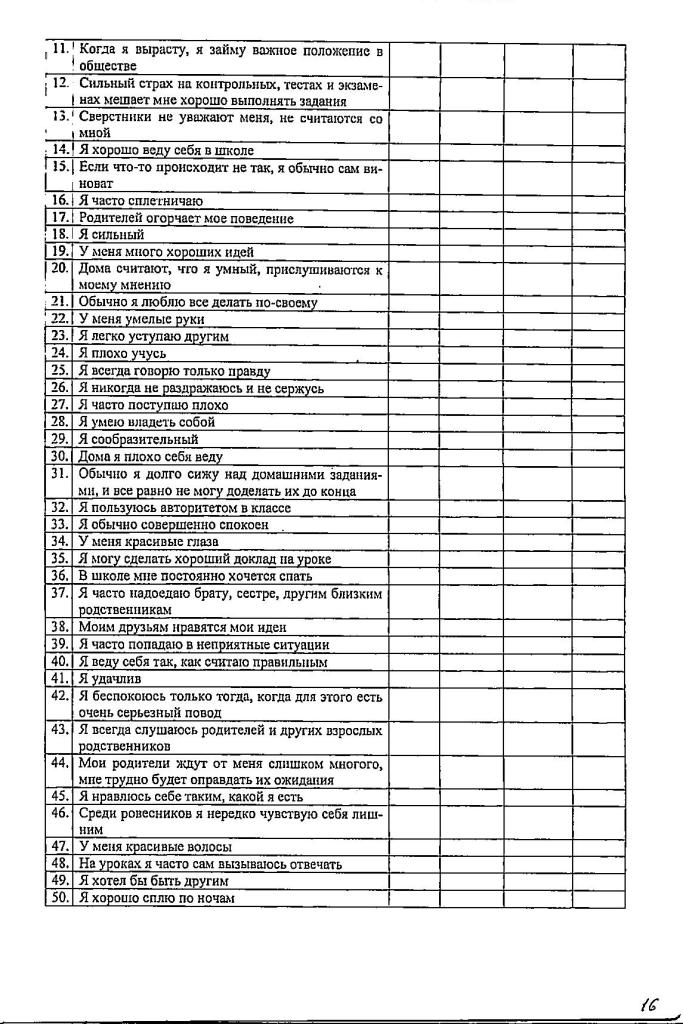 11. Когда я вырасту, я займу важное положение в
обществе
12. Сильный страх на контрольных, тестах и экзаме-
нах мешает мне хорошо выполнять задания
13. Сверстники не уважают меня, не считаются со
мной
14. Я хорошо веду себя в школе
15. Если что-то происходит не так, я обычно сам ви-
новат
16. Я часто сплетничаю
17. Родителей огорчает мое поведение
18. Я сильный
19. У меня много хороших идей
20. Дома считают, что я умный, прислушиваются к
моему мнению
21. Обычно я люблю все делать по-своему
22. У меня умелые руки
23. Я легко уступаю другим
24. Я плохо учусь
25. Я всегда говорю только правду
26. Я никогда не раздражаюсь и не сержусь
27. Я часто поступаю плохо
28. Я умею владеть собой
29. Я сообразительный
30. Дома я плохо себя веду
31. Обычно я долго сижу над домашними задания-
ми, и все равно не могу доделать их до конца
32. Я пользуюсь авторитетом в классе
33. Я обычно совершенно спокоен
34. У меня красивые глаза
35. Я могу сделать хороший доклад на уроке
36. В школе мне постоянно хочется спать
37. Я часто надоедаю брату, сестре, другим близким
родственникам
38. Моим друзьям нравятся мои идеи
39. Я часто попадаю в неприятные ситуации
40. Я веду себя так, как считаю правильным
41. Я удачлив
42. Я беспокоюсь только тогда, когда для этого есть
очень серьезный повод
43. Я всегда слушаюсь родителей и других взрослых
родственников
44. Мои родители ждут от меня слишком многого,
мне трудно будет оправдать их ожидания
45. Я нравлюсь себе таким, какой я есть
46. Среди ровесников я нередко чувствую себя лиш-
ним
47. У меня красивые волосы
48. На уроках я часто сам вызываюсь отвечать
49. Я хотел бы быть другим
50. Я хорошо сплю по ночам
16